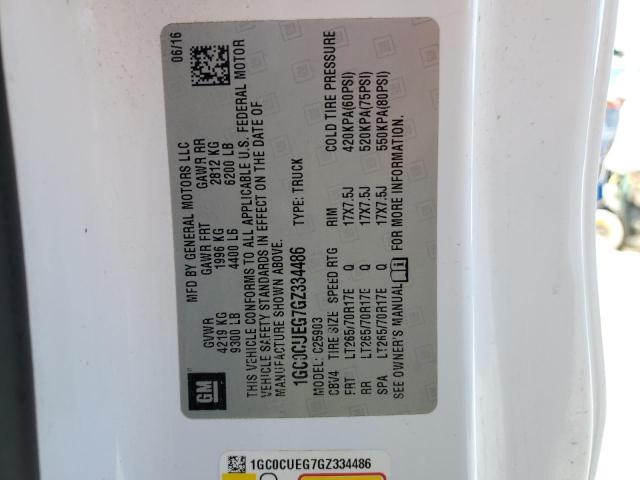 MFD BY GENERAL MOTORS LLC
06/16
GVWR GAWR FRT GAWR RR
4219 KG 1996 KG 2812 KG
9300 LB 4400 LB 6200 LB
THIS VEHICLE CONFORMS TO ALL APPLICABLE U.S. FEDERAL MOTOR
VEHICLE SAFETY STANDARDS IN EFFECT ON THE DATE OF
MANUFACTURE SHOWN ABOVE.
1GC0CUEG7GZ334486 TYPE: TRUCK
MODEL: C25903
CBV4 TIRE SIZE SPEED RTG RIM COLD TIRE PRESSURE
FRT LT265/70R17E Q 17X7.5J 420KPA(60PSI)
RR LT265/70R17E Q 17X7.5J 520KPA(75PSI)
SPA LT265/70R17E Q 17X7.5J 550KPA(80PSI)
SEE OWNER'S MANUAL FOR MORE INFORMATION.
GM
1GC0CUEG7GZ334486